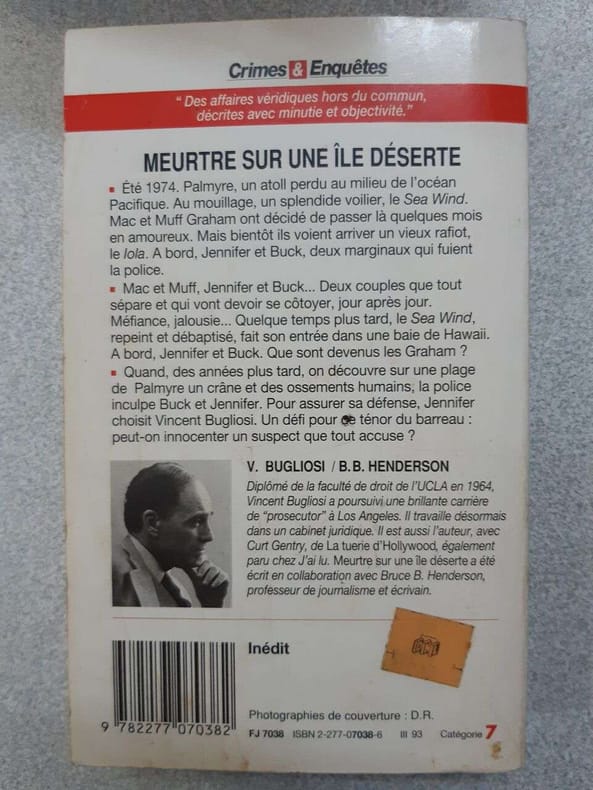 Crimes & Enquêtes
“ Des affaires véridiques hors du commun,
décrites avec minutie et objectivité.”
MEURTRE SUR UNE ÎLE DÉSERTE
▪ Été 1974. Palmyre, un atoll perdu au milieu de l'océan
Pacifique. Au mouillage, un splendide voilier, le Sea Wind.
Mac et Muff Graham ont décidé de passer là quelques mois
en amoureux. Mais bientôt ils voient arriver un vieux rafiot,
le Iola. A bord, Jennifer et Buck, deux marginaux qui fuient
la police.
▪ Mac et Muff, Jennifer et Buck... Deux couples que tout
sépare et qui vont devoir se côtoyer, jour après jour.
Méfiance, jalousie... Quelque temps plus tard, le Sea Wind,
repeint et débaptisé, fait son entrée dans une baie de Hawaii.
A bord, Jennifer et Buck. Que sont devenus les Graham ?
▪ Quand, des années plus tard, on découvre sur une plage
de Palmyre un crâne et des ossements humains, la police
inculpe Buck et Jennifer. Pour assurer sa défense, Jennifer
choisit Vincent Bugliosi. Un défi pour ténor du barreau :
peut-on innocenter un suspect que tout accuse ?
V. BUGLIOSI / B.B. HENDERSON
Diplômé de la faculté de droit de l'UCLA en 1964,
Vincent Bugliosi a poursuivi une brillante carrière
de “prosecutor” à Los Angeles. Il travaille désormais
dans un cabinet juridique. Il est aussi l'auteur, avec
Curt Gentry, de La tuerie d'Hollywood, également
paru chez J'ai lu. Meurtre sur une île déserte a été
écrit en collaboration avec Bruce B. Henderson,
professeur de journalisme et écrivain.
Inédit
9 782277 070382
Photographies de couverture : D.R.
FJ 7038 ISBN 2-277-07038-6 III 93 Catégorie 7